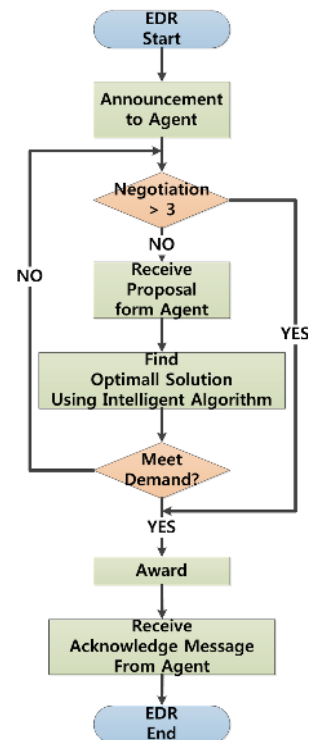 EDR
Start
Announcement
to Agent
Negotiation
> 3
NO
NO
Receive
Proposal
form Agent
YES
Find
Optimall Solution
Using Intelligent Algorithm
Meet
Demand?
YES
Award
Receive
Acknowledge Message
From Agent
EDR
End